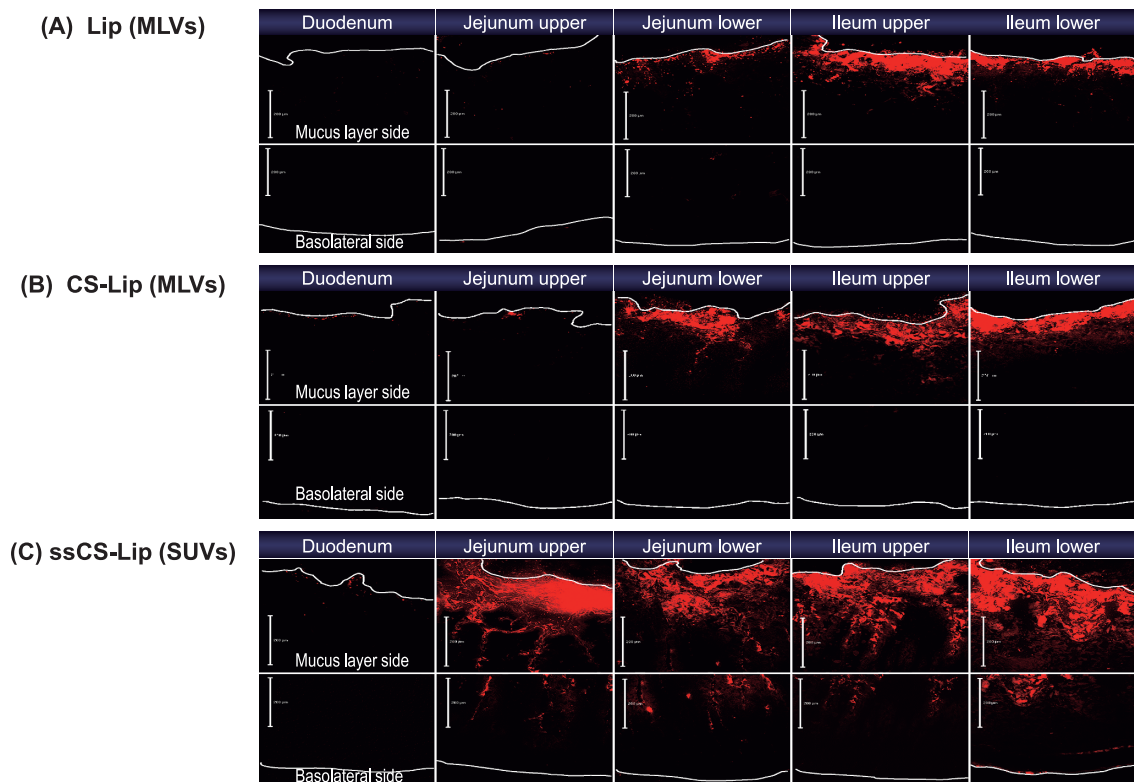 (A) Lip (MLVs)
Duodenum
Jejunum upper
Jejunum lower
Ileum upper
Ileum lower
Mucus layer side
Basolateral side
(B) CS-Lip (MLVs)
Duodenum
Jejunum upper
Jejunum lower
Ileum upper
Ileum lower
Mucus layer side
Basolateral side
(C) ssCS-Lip (SUVs)
Duodenum
Jejunum upper
Jejunum lower
Ileum upper
Ileum lower
Mucus layer side
Basolateral side